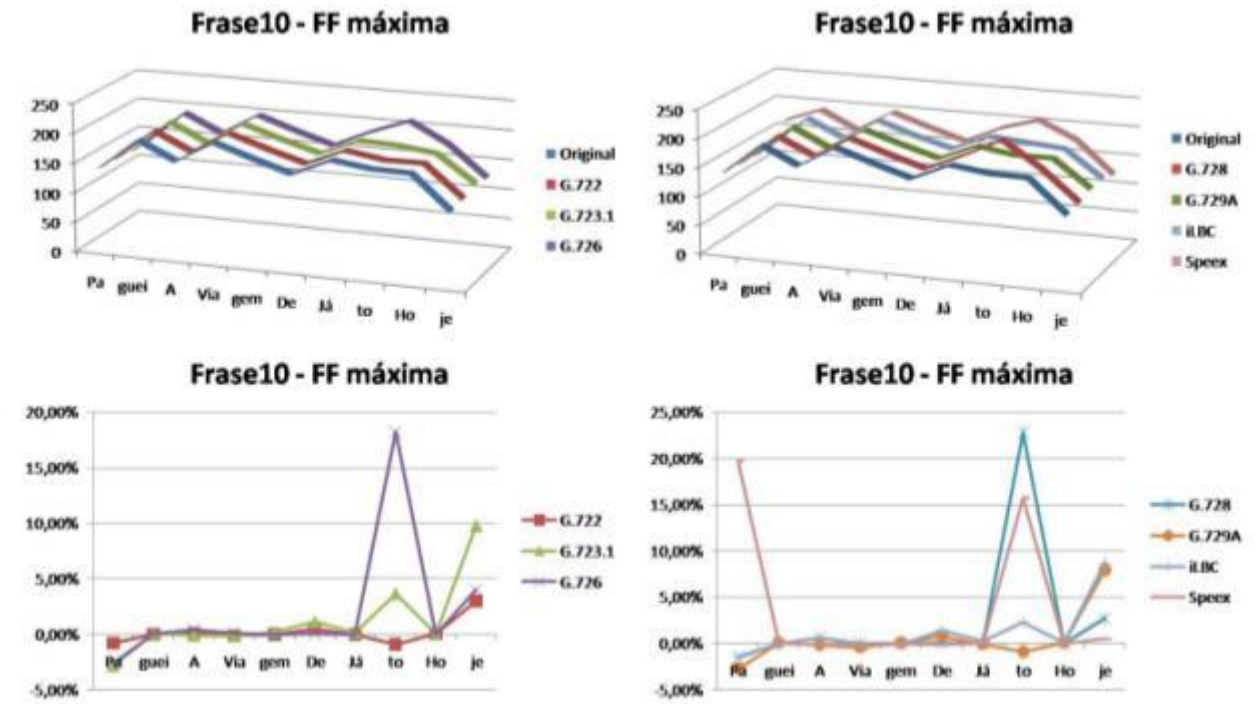 Frase10 - FF máxima
250
200
150
100
50
0
Pa guei A Via gem De Já to Ho je
Original
G.722
G.723.1
G.726
Frase10 - FF máxima
250
200
150
100
50
0
Pa guei A Via gem De Já to Ho je
Original
G.728
G.729A
iLBC
Speex
Frase10 - FF máxima
20,00%
15,00%
10,00%
5,00%
0,00%
-5,00%
Pa guei A Via gem De Já to Ho je
G.722
G.723.1
G.726
Frase10 - FF máxima
25,00%
20,00%
15,00%
10,00%
5,00%
0,00%
-5,00%
Pa guei A Via gem De Já to Ho je
G.728
G.729A
iLBC
Speex